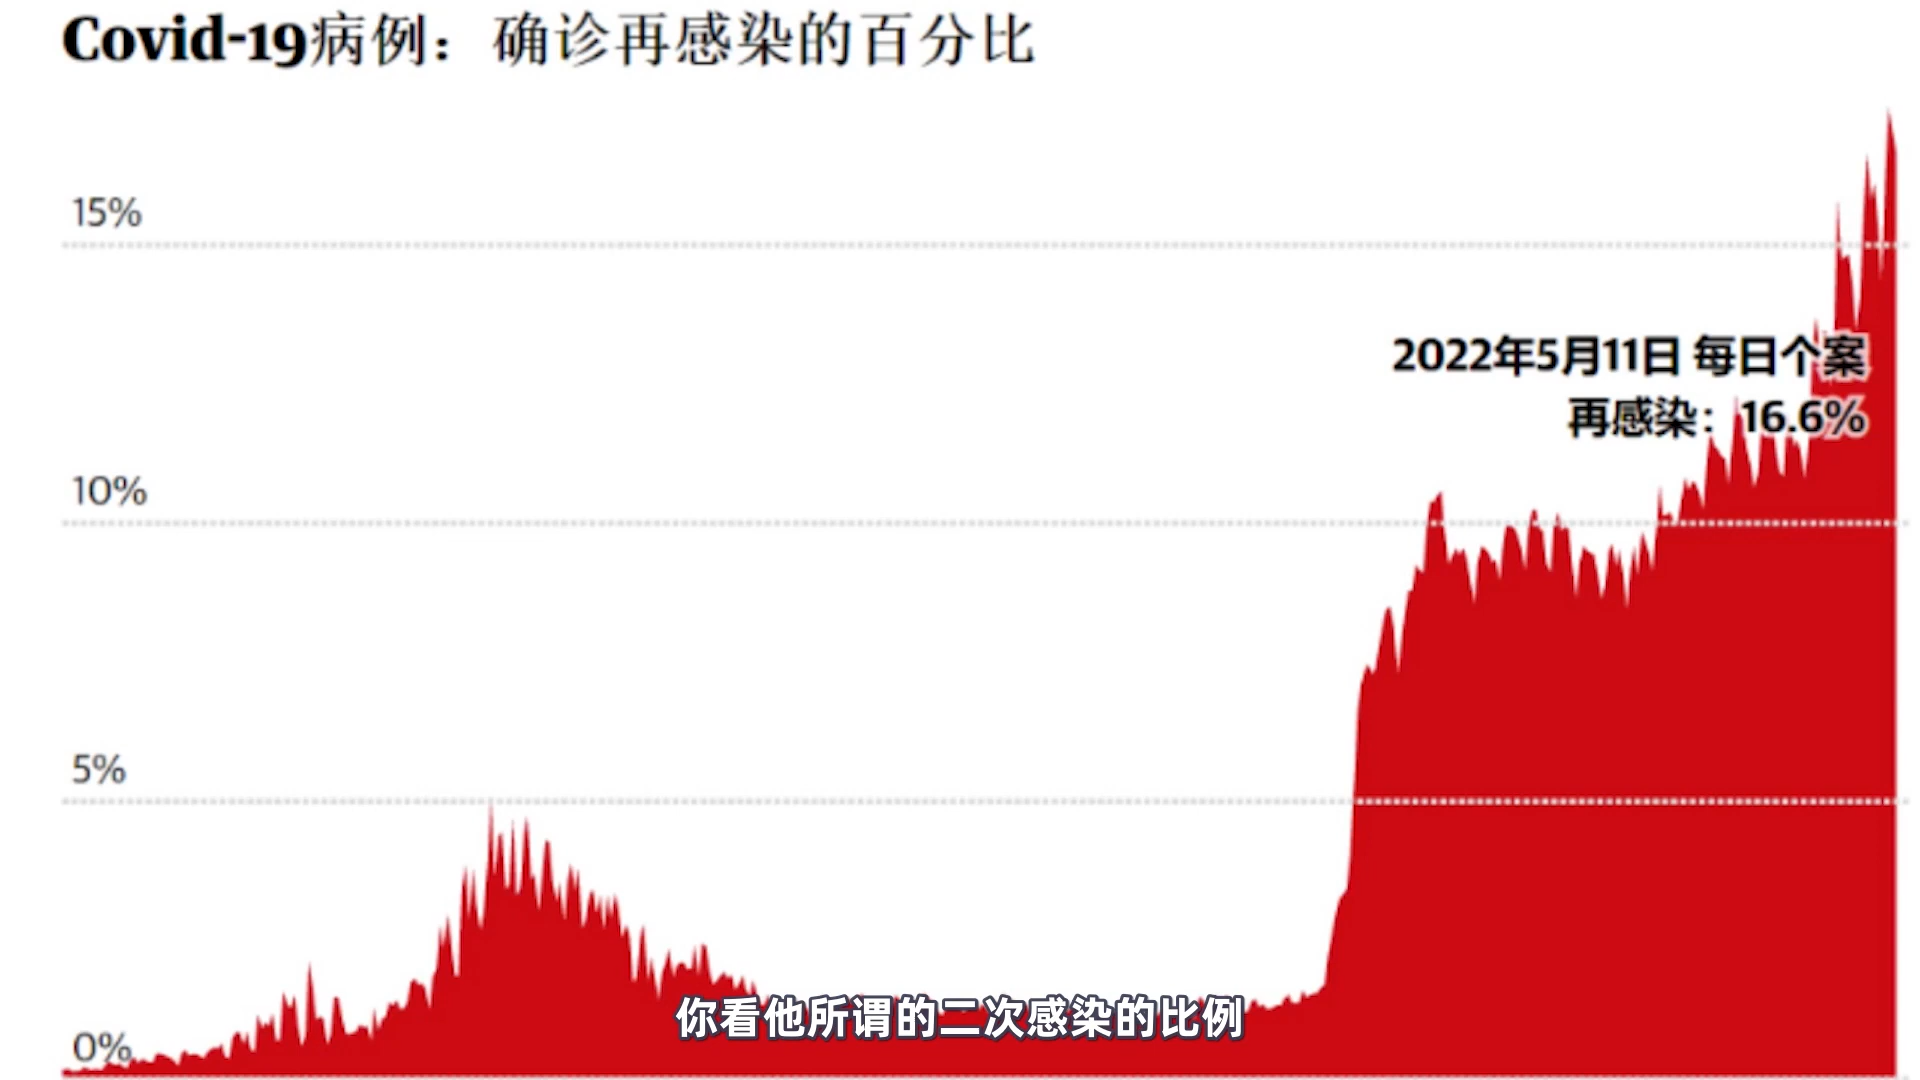 Covid-19病例：确诊再感染的百分比
15%
2022年5月11日 每日个案
再感染：16.6%
10%
5%
0%
你看他所谓的二次感染的比例